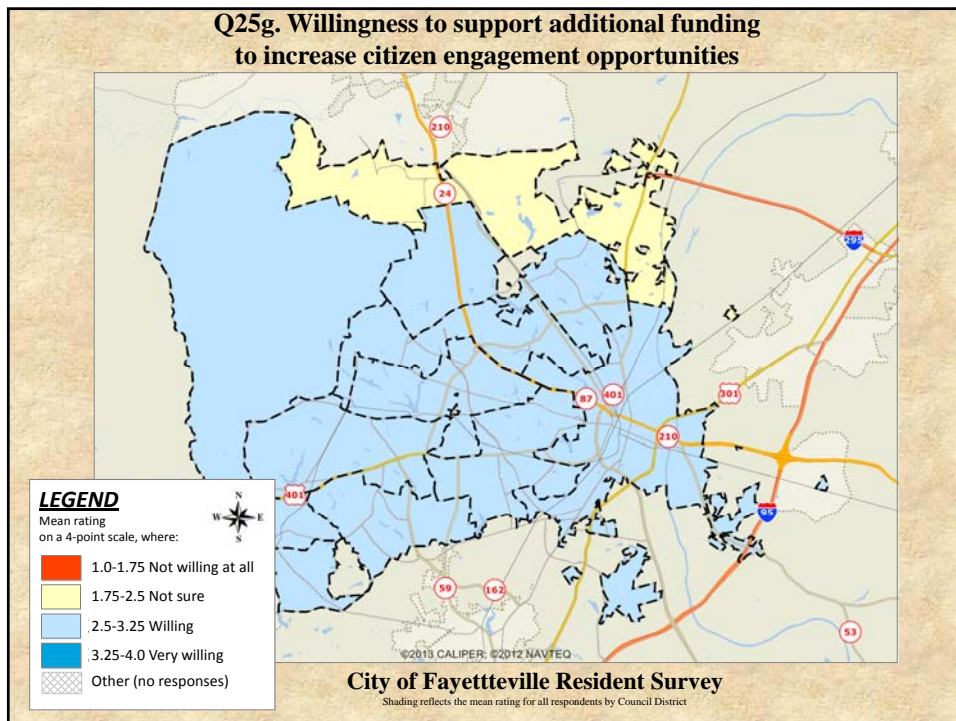 Q25g. Willingness to support additional funding
to increase citizen engagement opportunities
210
24
295
87
401
301
210
401
95
59
162
53
LEGEND
Mean rating
on a 4-point scale, where:
N
W E
S
1.0-1.75 Not willing at all
1.75-2.5 Not sure
2.5-3.25 Willing
3.25-4.0 Very willing
Other (no responses)
©2013 CALIPER; ©2012 NAVTEQ
City of Fayettteville Resident Survey
Shading reflects the mean rating for all respondents by Council District